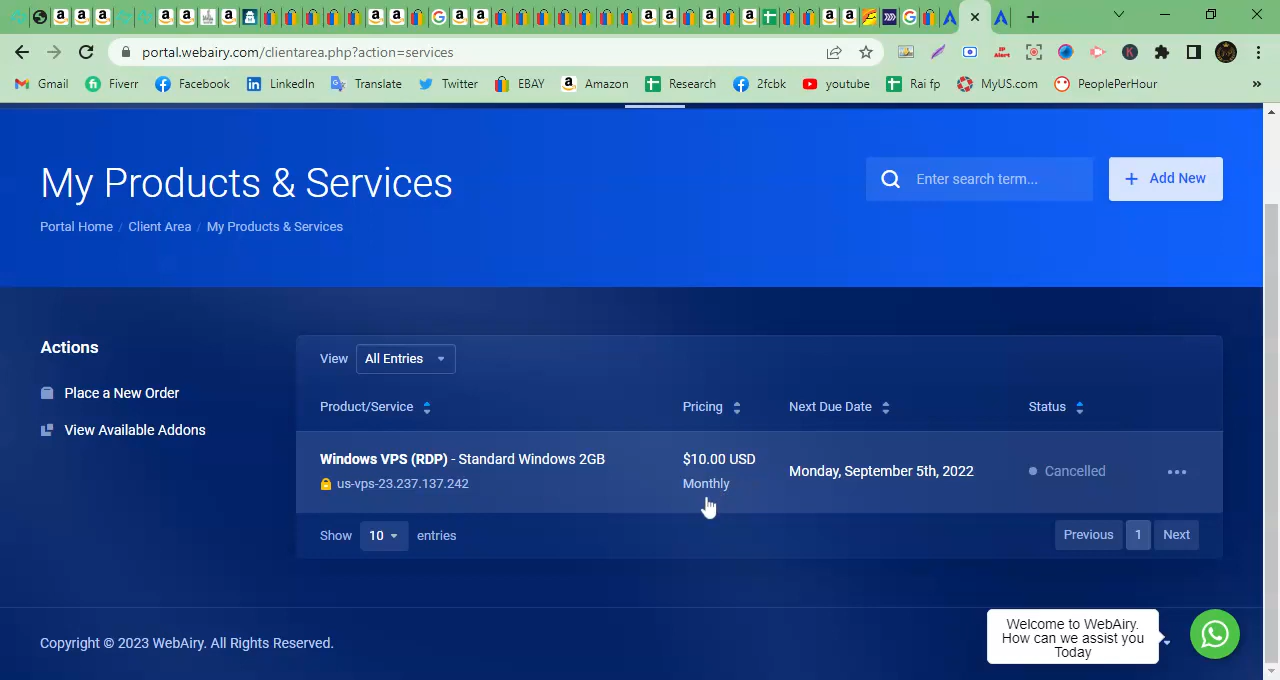 portal.webairy.com/clientarea.php?action=services
Gmail
Fiverr
Facebook
LinkedIn
Translate
Twitter
EBAY
Amazon
Research
2fcbk
youtube
Rai fp
MyUS.com
PeoplePerHour
»
My Products & Services
Enter search term...
+ Add New
Portal Home / Client Area / My Products & Services
Actions
Place a New Order
View Available Addons
View All Entries
Product/Service Pricing Next Due Date Status
Windows VPS (RDP) - Standard Windows 2GB
us-vps-23.237.137.242
$10.00 USD
Monthly
Monday, September 5th, 2022
Cancelled
Show 10 entries
Previous 1 Next
Copyright © 2023 WebAiry. All Rights Reserved.
Welcome to WebAiry.
How can we assist you
Today